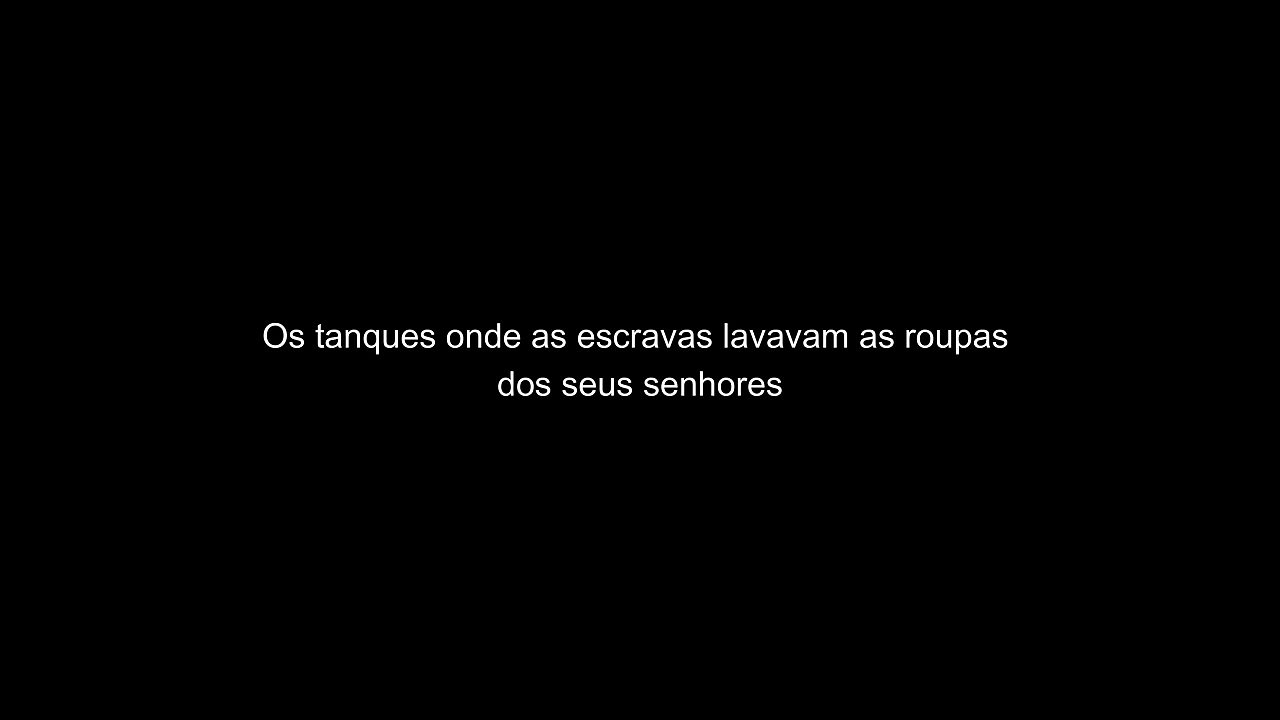 Os tanques onde as escravas lavavam as roupas
dos seus senhores